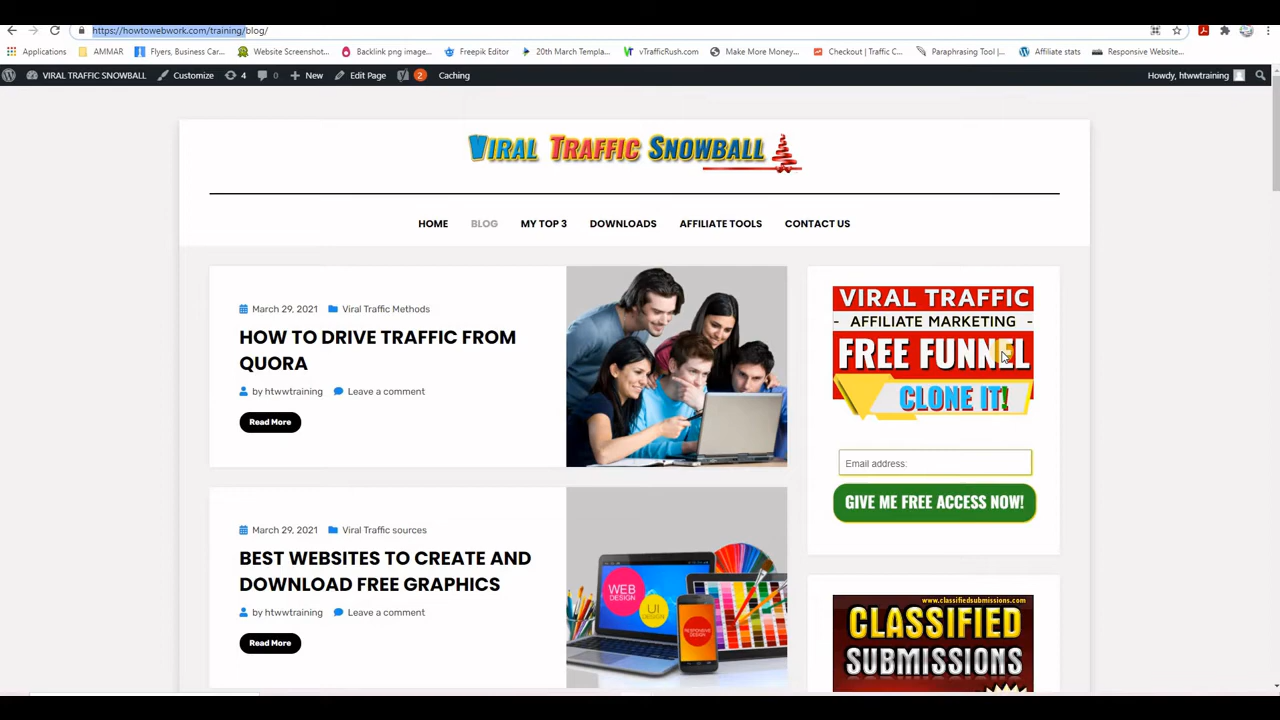 https://howtowebwork.com/training/blog/
Applications AMMAR Flyers, Business Car... Website Screenshot... Backlink png image... Freepik Editor 20th March Templa... vTrafficRush.com Make More Money... Checkout | Traffic C... Paraphrasing Tool |... Affiliate stats Responsive Website...
VIRAL TRAFFIC SNOWBALL Customize 4 0 New Edit Page 2 Caching Howdy, htwwtraining
VIRAL TRAFFIC SNOWBALL
HOME BLOG MY TOP 3 DOWNLOADS AFFILIATE TOOLS CONTACT US
March 29, 2021 Viral Traffic Methods
HOW TO DRIVE TRAFFIC FROM
QUORA
by htwwtraining Leave a comment
Read More
VIRAL TRAFFIC
- AFFILIATE MARKETING -
FREE FUNNEL
CLONE IT!
Email address:
GIVE ME FREE ACCESS NOW!
March 29, 2021 Viral Traffic sources
BEST WEBSITES TO CREATE AND
DOWNLOAD FREE GRAPHICS
by htwwtraining Leave a comment
Read More
WEB
DESIGN
UI
DESIGN
RESPONSIVE
DESIGN
www.classifiedsubmissions.com
CLASSIFIED
SUBMISSIONS